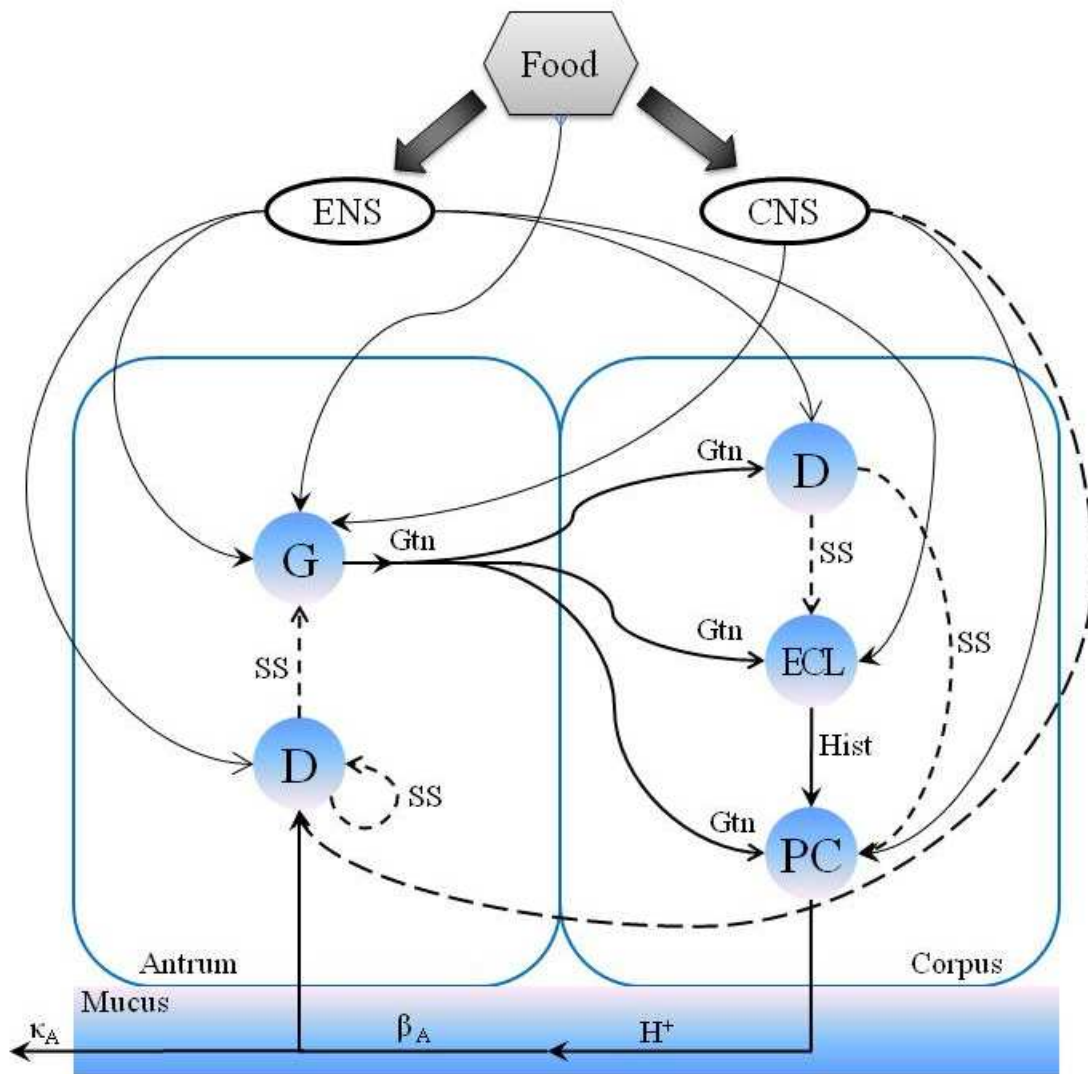 Food
ENS
CNS
Gtn
D
G
Gtn
SS
Gtn
ECL
SS
SS
D
SS
Hist
Gtn
PC
Antrum
Corpus
Mucus
κA
βA
H⁺